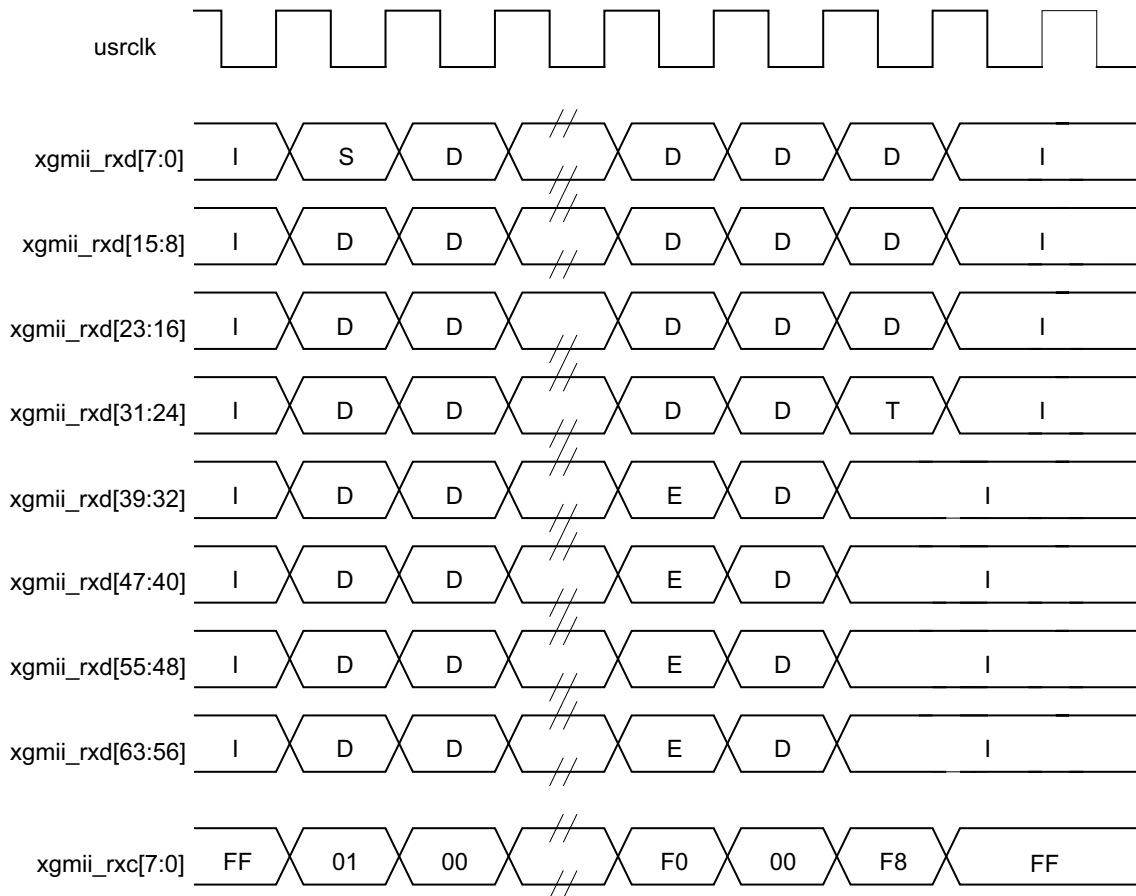 usrclk
xgmii_rxd[7:0] I S D D D D I
xgmii_rxd[15:8] I D D D D D I
xgmii_rxd[23:16] I D D D D D I
xgmii_rxd[31:24] I D D D D T I
xgmii_rxd[39:32] I D D E D I
xgmii_rxd[47:40] I D D E D I
xgmii_rxd[55:48] I D D E D I
xgmii_rxd[63:56] I D D E D I
xgmii_rxc[7:0] FF 01 00 F0 00 F8 FF